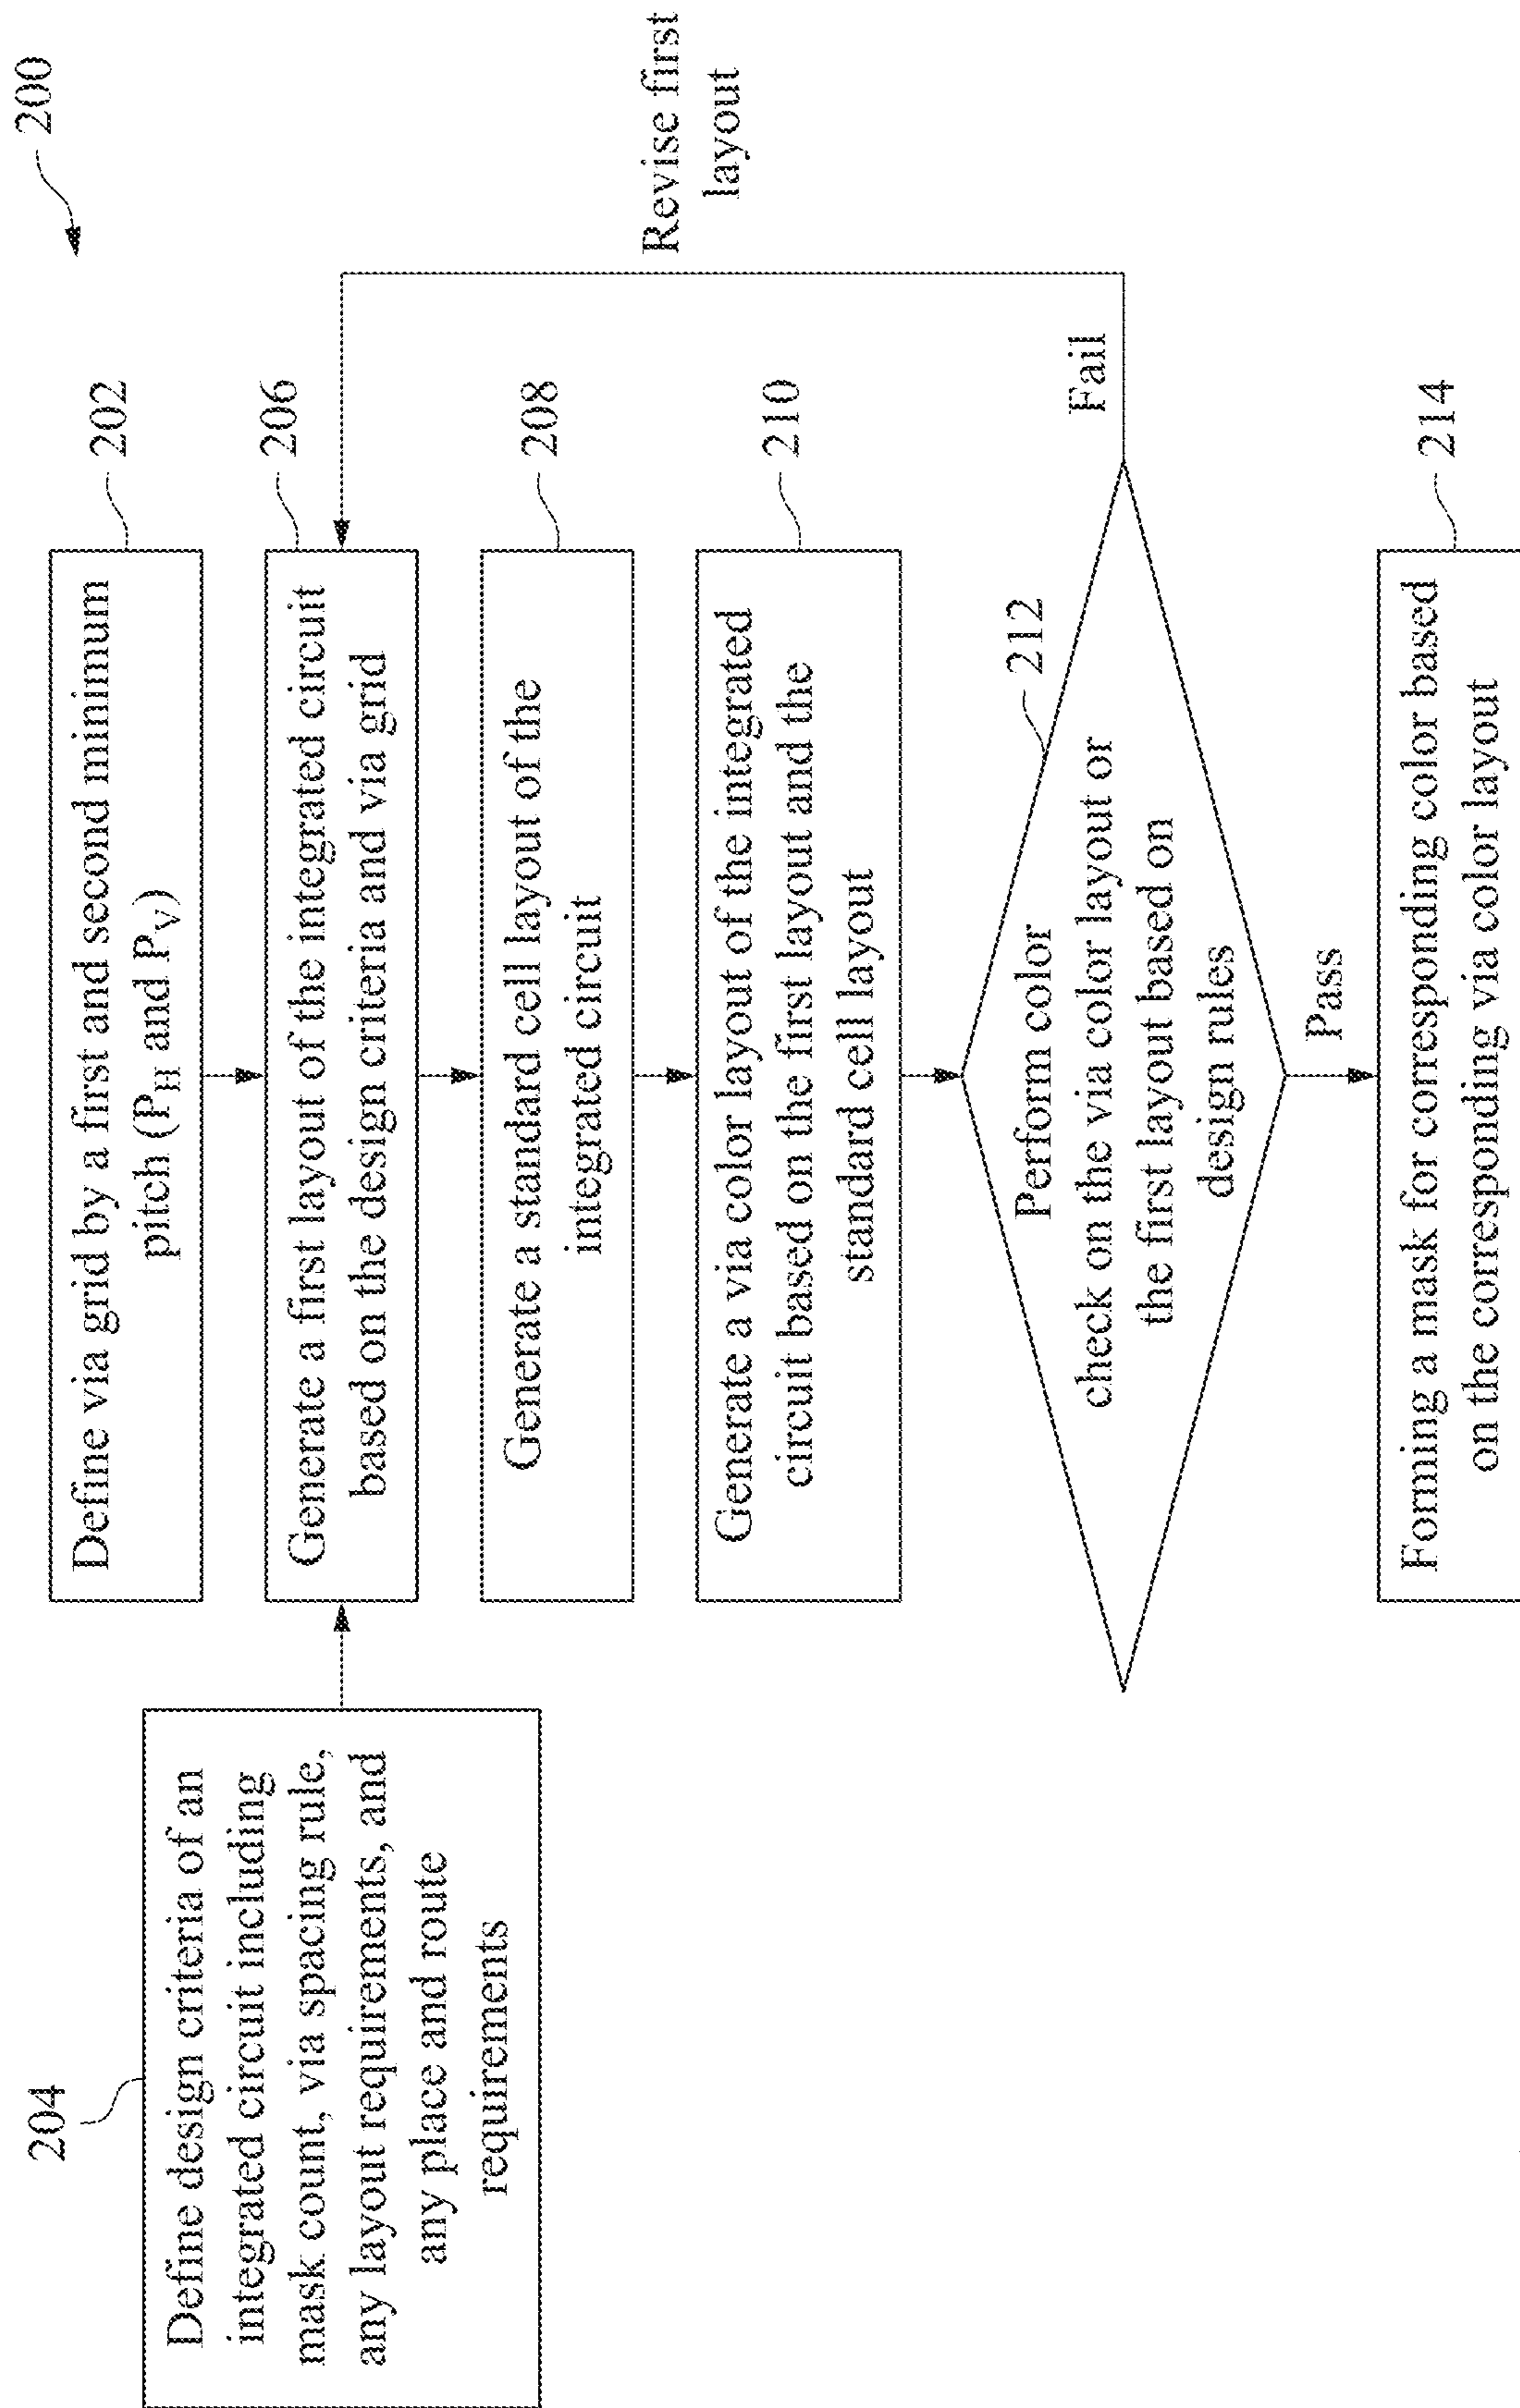 200
Define via grid by a first and second minimum
pitch (PH and PV)
202
204
Define design criteria of an
integrated circuit including
mask count, via spacing rule,
any layout requirements, and
any place and route
requirements
Generate a first layout of the integrated circuit
based on the design criteria and via grid
206
Generate a standard cell layout of the
integrated circuit
208
Generate a via color layout of the integrated
circuit based on the first layout and the
standard cell layout
210
Revise first
layout
Perform color
check on the via color layout or
the first layout based on
design rules
212
Fail
Pass
Forming a mask for corresponding color based
on the corresponding via color layout
214